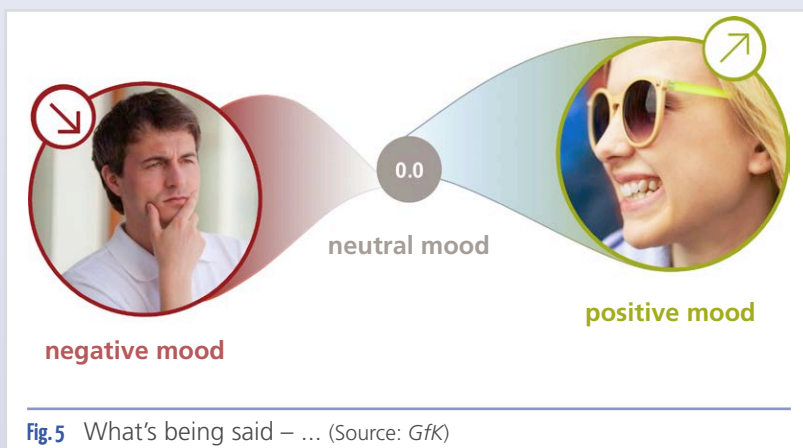 0.0
neutral mood
positive mood
negative mood
Fig. 5 What's being said – ... (Source: GfK)